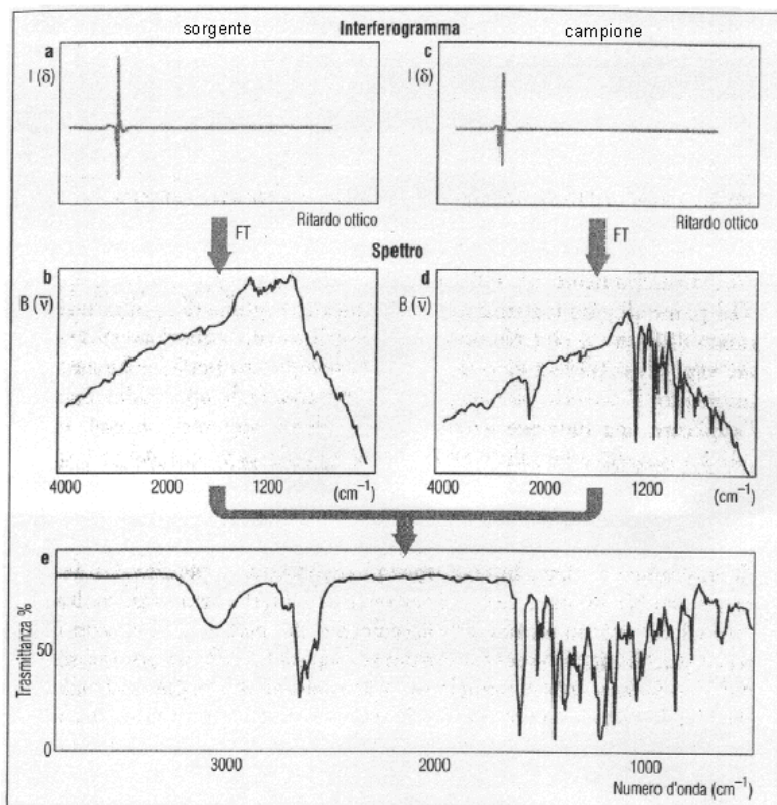 Interferogramma
a sorgente
I (δ)
Ritardo ottico
c campione
I (δ)
Ritardo ottico
FT
FT
Spettro
b
B (ν̅)
4000 2000 1200 (cm⁻¹)
d
B (ν̅)
4000 2000 1200 (cm⁻¹)
e
Trasmittanza %
50
0
3000 2000 1000 Numero d'onda (cm⁻¹)